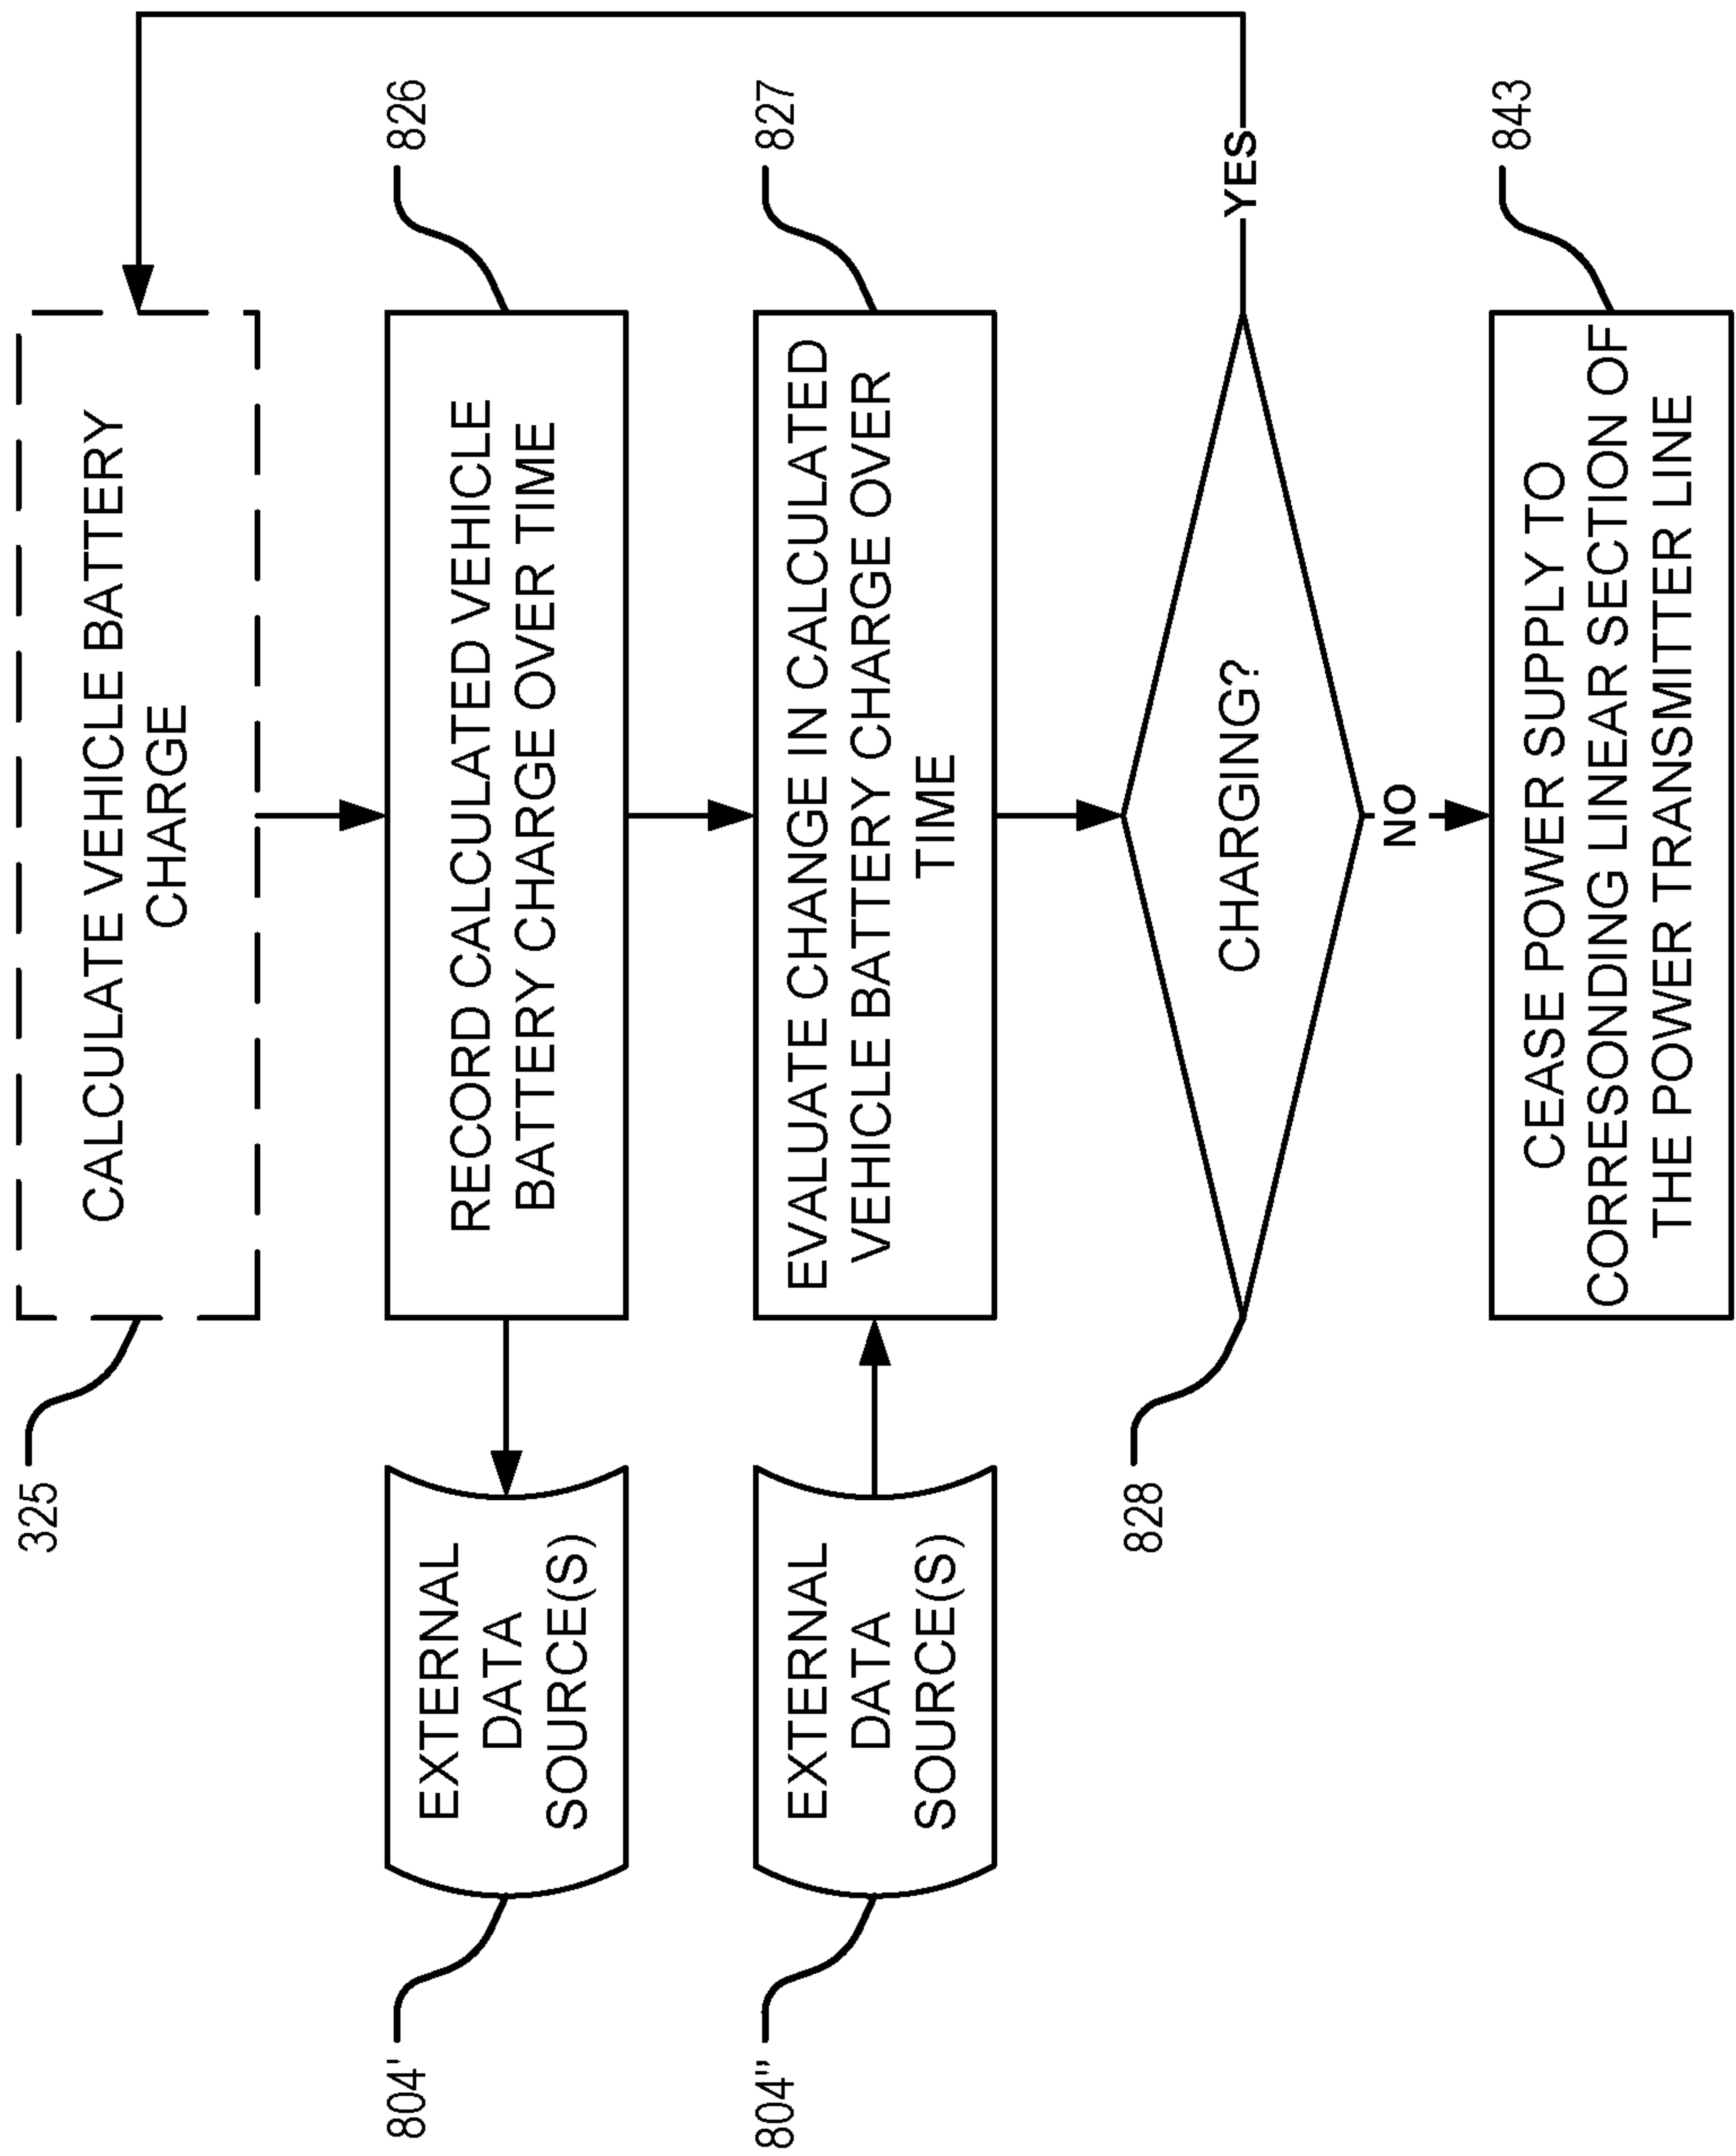 325
CALCULATE VEHICLE BATTERY
CHARGE
804'
EXTERNAL
DATA
SOURCE(S)
RECORD CALCULATED VEHICLE
BATTERY CHARGE OVER TIME
826
804"
EXTERNAL
DATA
SOURCE(S)
EVALUATE CHANGE IN CALCULATED
VEHICLE BATTERY CHARGE OVER
TIME
827
828
CHARGING?
YES
NO
CEASE POWER SUPPLY TO
CORRESONDING LINEAR SECTION OF
THE POWER TRANSMITTER LINE
843